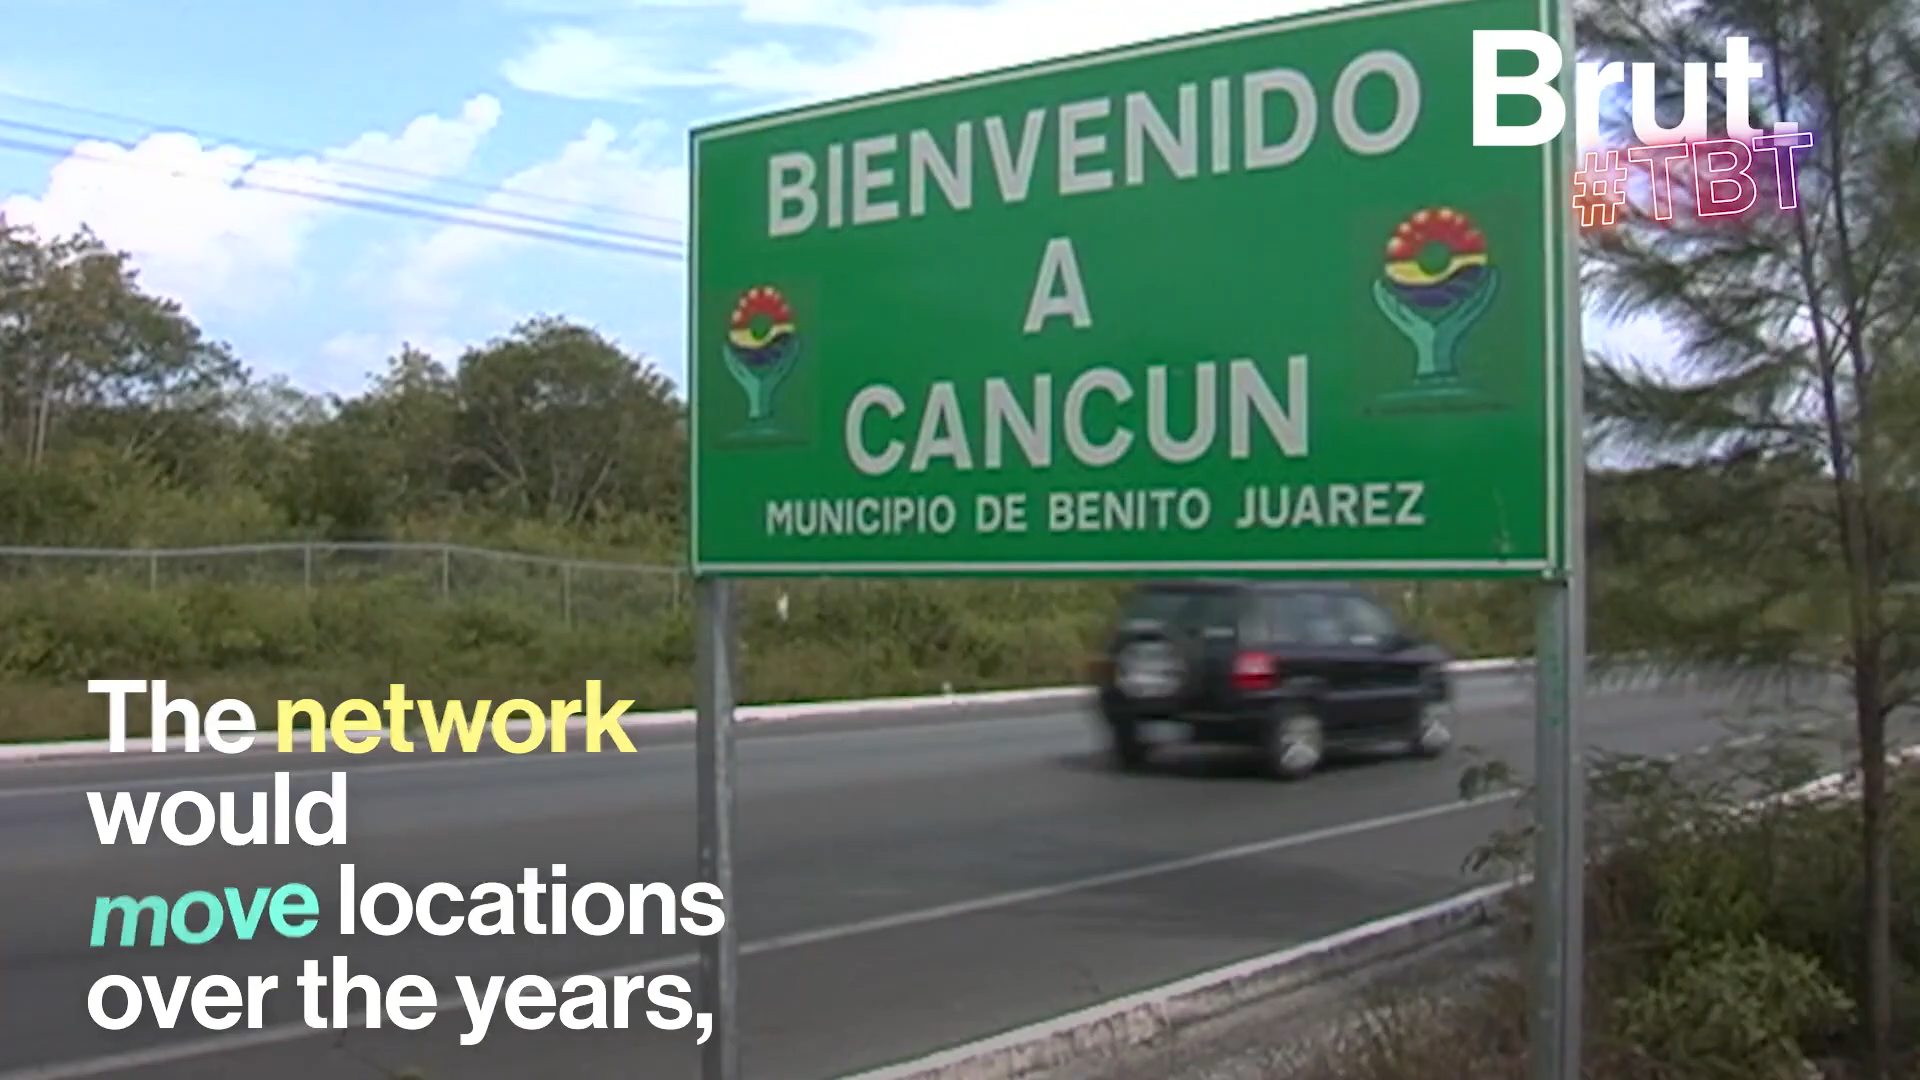 BIENVENIDO
A
CANCUN
MUNICIPIO DE BENITO JUAREZ
Brut.
#TBT
The network
would
move locations
over the years,